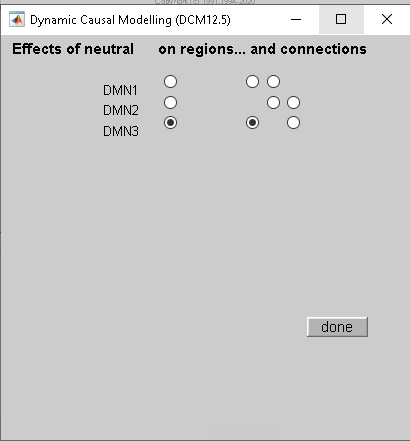 Copyright (c) 1991,1994-2020
Dynamic Causal Modelling (DCM12.5)
Effects of neutral on regions... and connections
DMN1
DMN2
DMN3
done